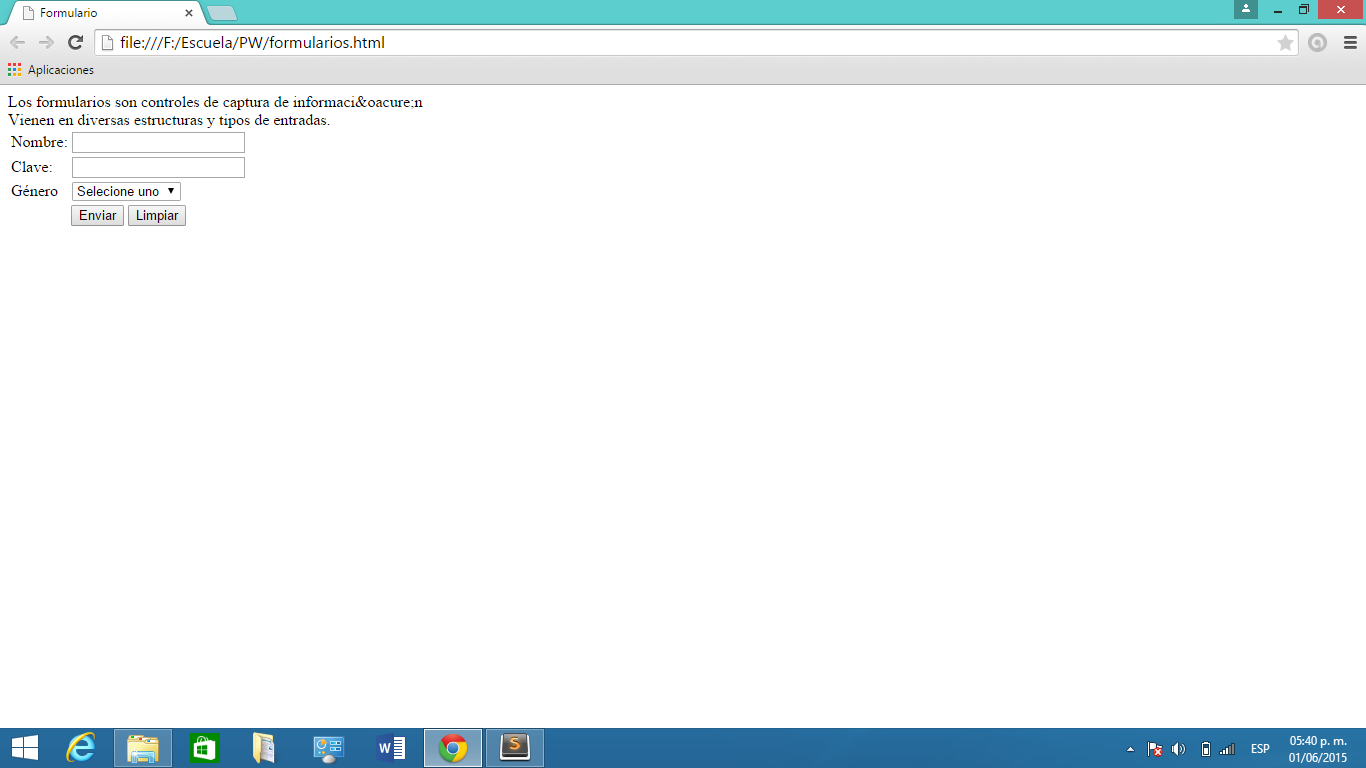 Formulario
file:///F:/Escuela/PW/formularios.html
Aplicaciones
Los formularios son controles de captura de informaci&oacure;n
Vienen en diversas estructuras y tipos de entradas.
Nombre:
Clave:
Género Selecione uno
Enviar Limpiar
W S ESP 05:40 p. m.
01/06/2015